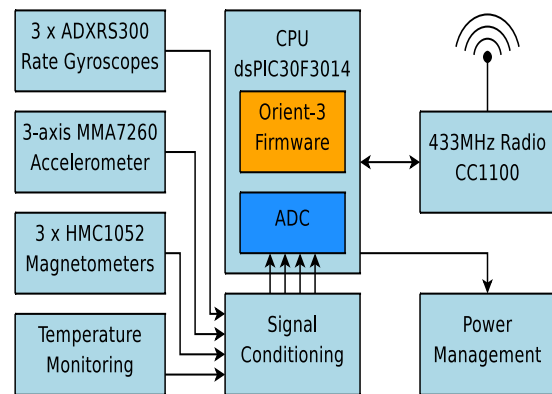 3 x ADXRS300
Rate Gyroscopes
3-axis MMA7260
Accelerometer
3 x HMC1052
Magnetometers
Temperature
Monitoring
CPU
dsPIC30F3014
Orient-3
Firmware
ADC
Signal
Conditioning
433MHz Radio
CC1100
Power
Management